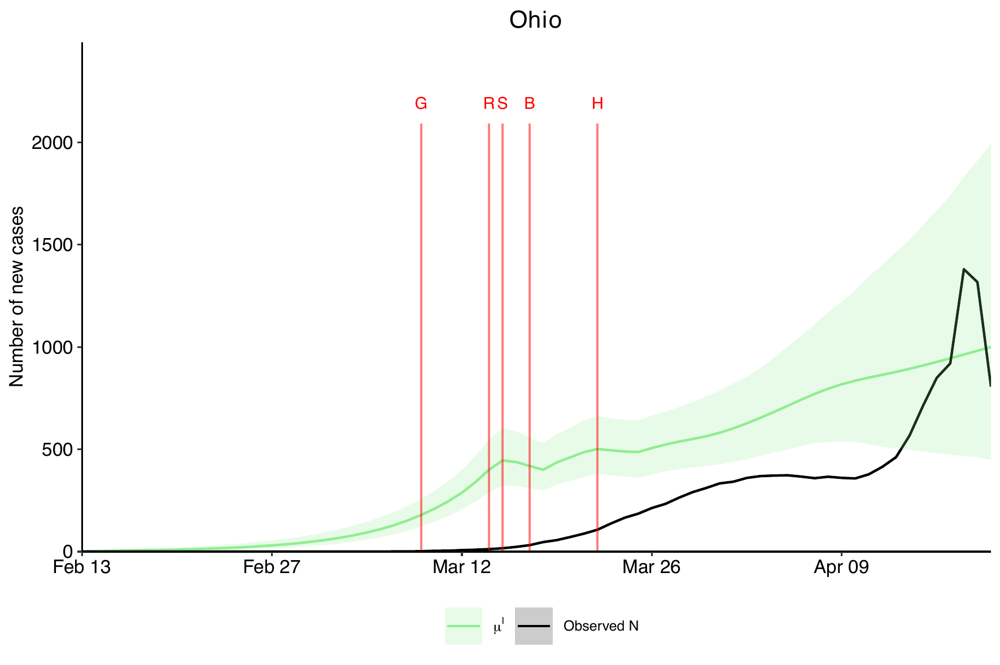 Ohio
G R S B H
Number of new cases
2000
1500
1000
500
0
Feb 13 Feb 27 Mar 12 Mar 26 Apr 09
μᴵ Observed N